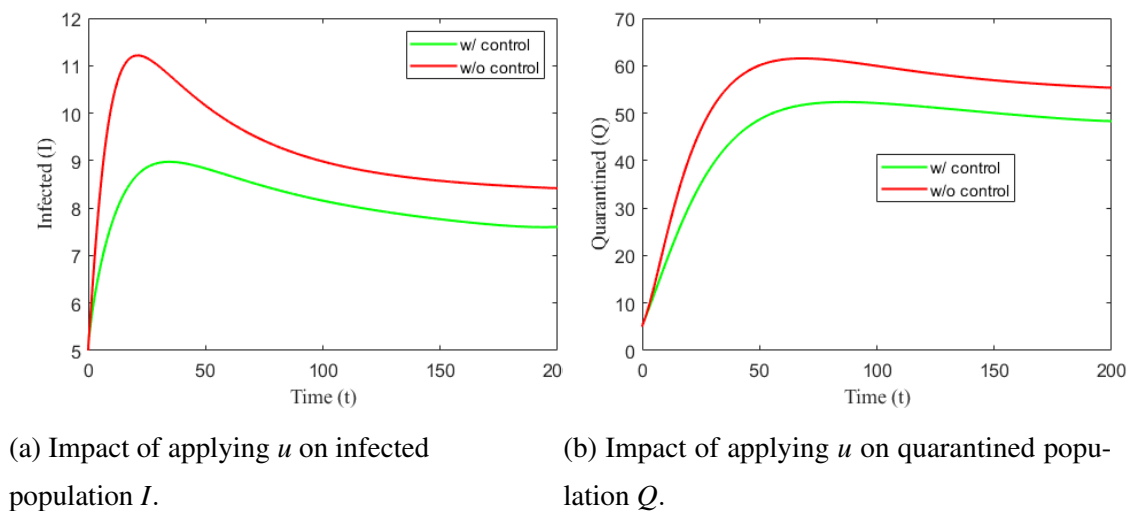 12
11
10
9
8
7
6
5
Infected (I)
w/ control
w/o control
0
50
100
150
20
Time (t)
70
60
50
40
30
20
10
0
Quarantined (Q)
w/ control
w/o control
0
50
100
150
200
Time (t)
(a) Impact of applying u on infected
population I.
(b) Impact of applying u on quarantined popu-
lation Q.